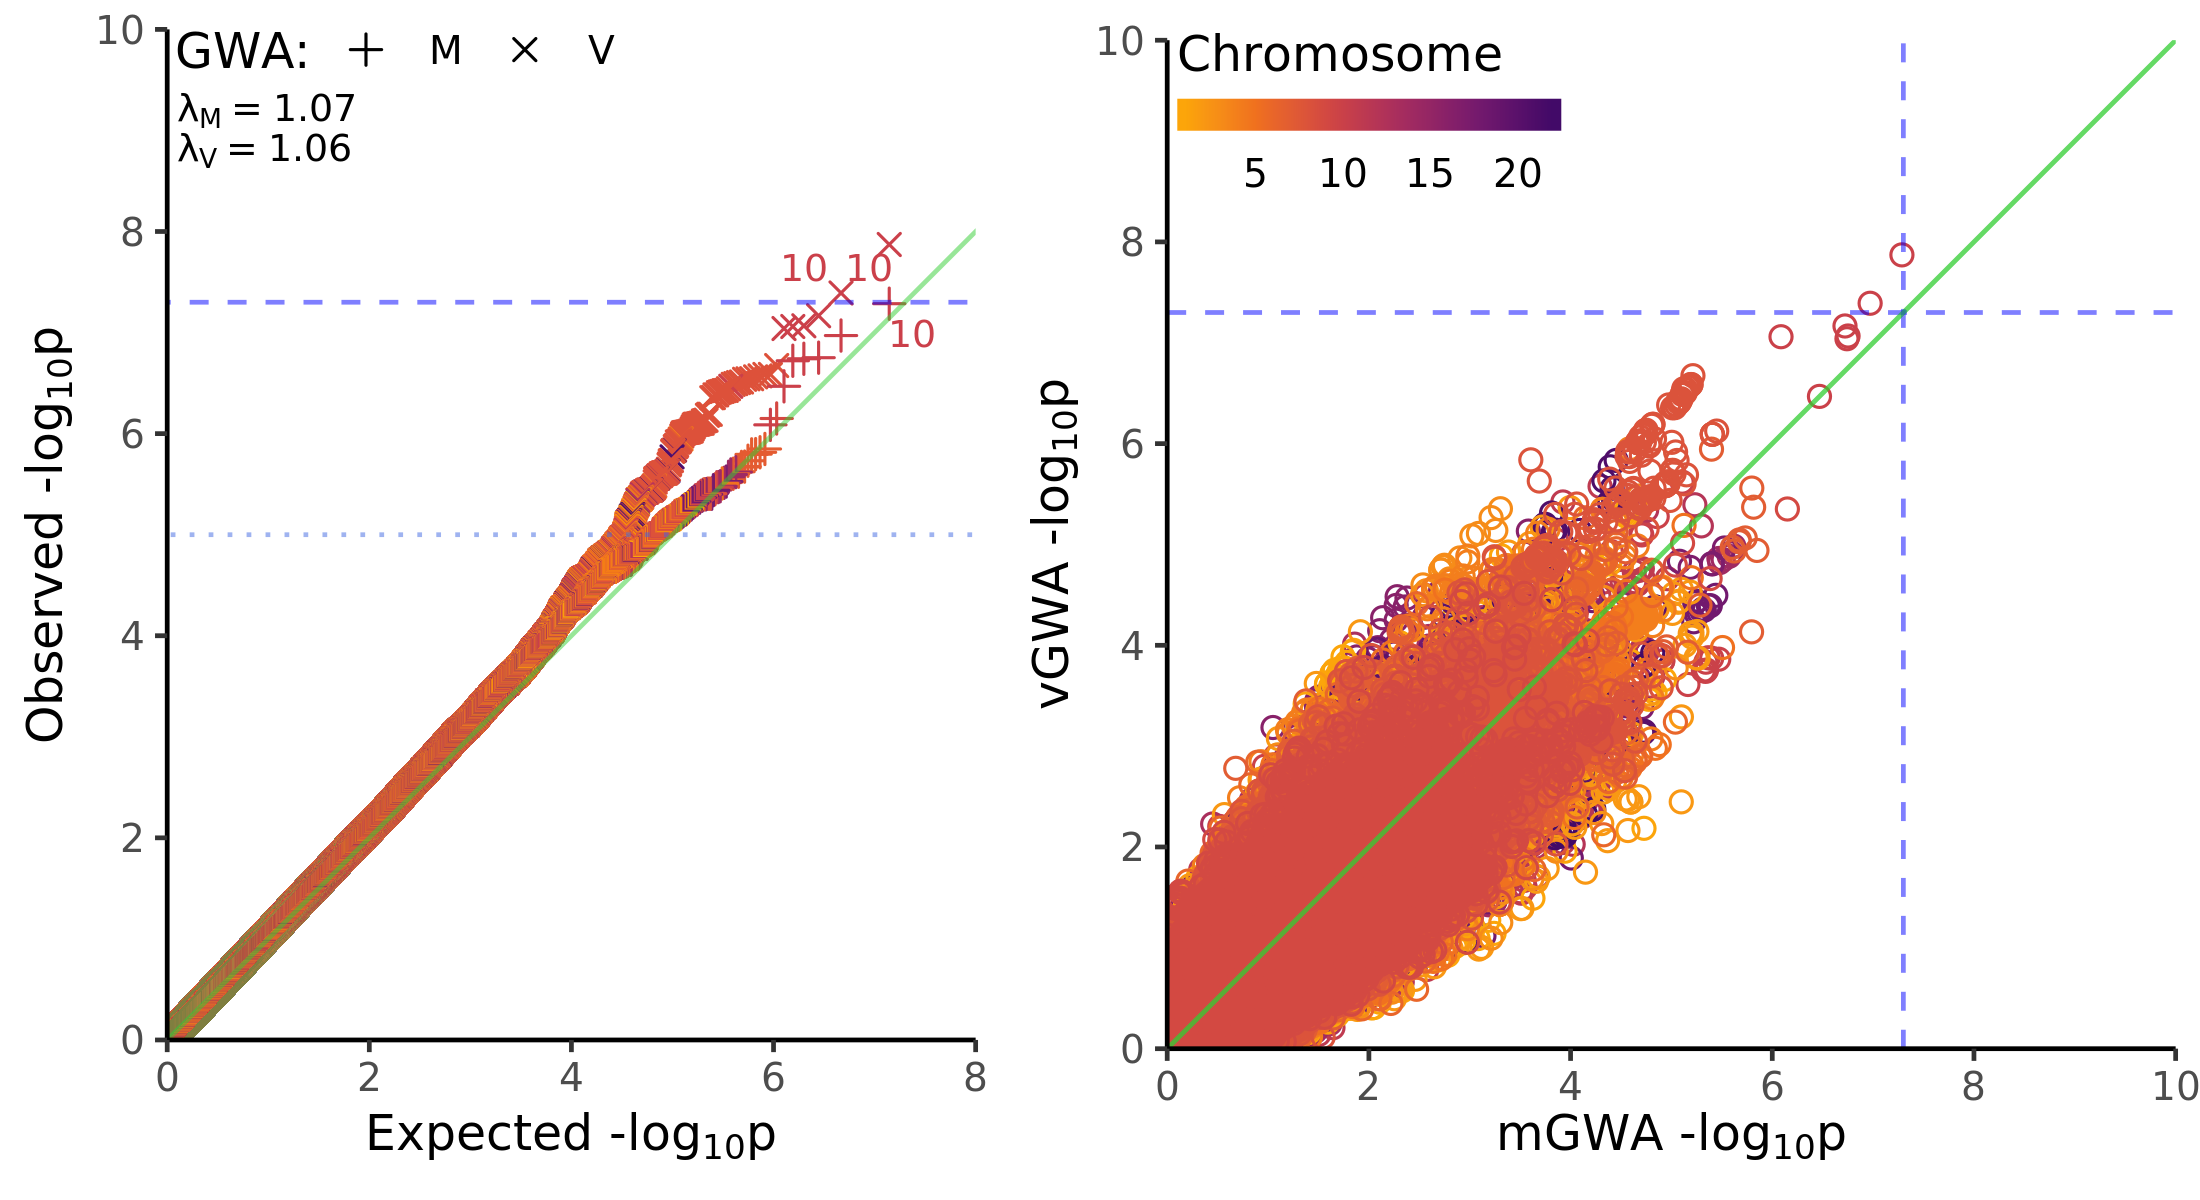 GWA: + M × V
λM = 1.07
λV = 1.06
10
8
6
4
2
0
Observed -log10p
10 10
10
0 2 4 6 8
Expected -log10p
Chromosome
5 10 15 20
10
8
6
4
2
0
vGWA -log10p
0 2 4 6 8 10
mGWA -log10p